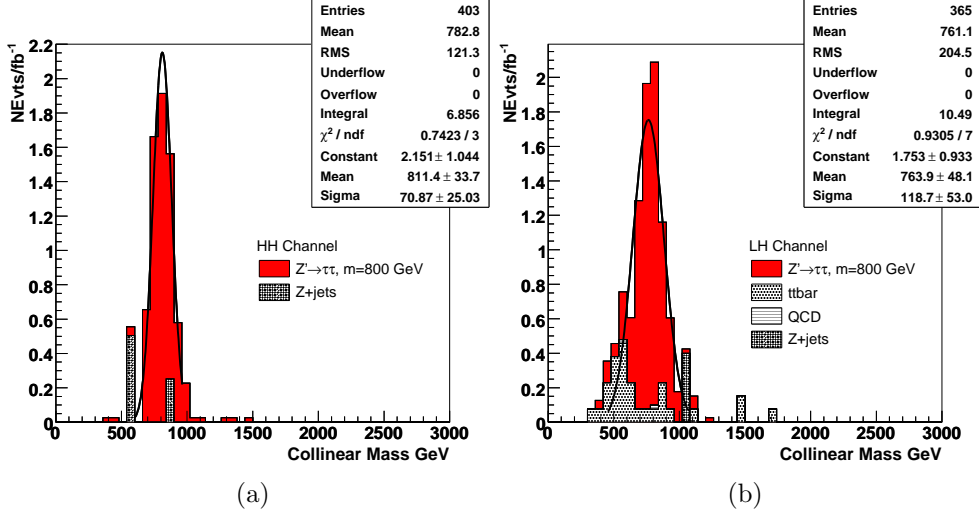 Entries 403
Mean 782.8
RMS 121.3
Underflow 0
Overflow 0
Integral 6.856
χ² / ndf 0.7423 / 3
Constant 2.151 ± 1.044
Mean 811.4 ± 33.7
Sigma 70.87 ± 25.03
NEvts/fb⁻¹
2.2
2
1.8
1.6
1.4
1.2
1
0.8
0.6
0.4
0.2
0
HH Channel
Z'→ττ, m=800 GeV
Z+jets
0 500 1000 1500 2000 2500 3000
Collinear Mass GeV
(a)
Entries 365
Mean 761.1
RMS 204.5
Underflow 0
Overflow 0
Integral 10.49
χ² / ndf 0.9305 / 7
Constant 1.753 ± 0.933
Mean 763.9 ± 48.1
Sigma 118.7 ± 53.0
NEvts/fb⁻¹
2
1.8
1.6
1.4
1.2
1
0.8
0.6
0.4
0.2
0
LH Channel
Z'→ττ, m=800 GeV
ttbar
QCD
Z+jets
0 500 1000 1500 2000 2500 3000
Collinear Mass GeV
(b)